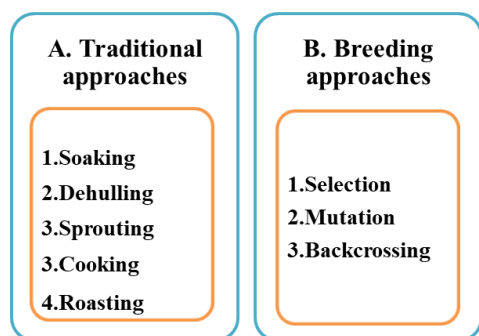 A. Traditional
approaches
1.Soaking
2.Dehulling
3.Sprouting
3.Cooking
4.Roasting
B. Breeding
approaches
1.Selection
2.Mutation
3.Backcrossing